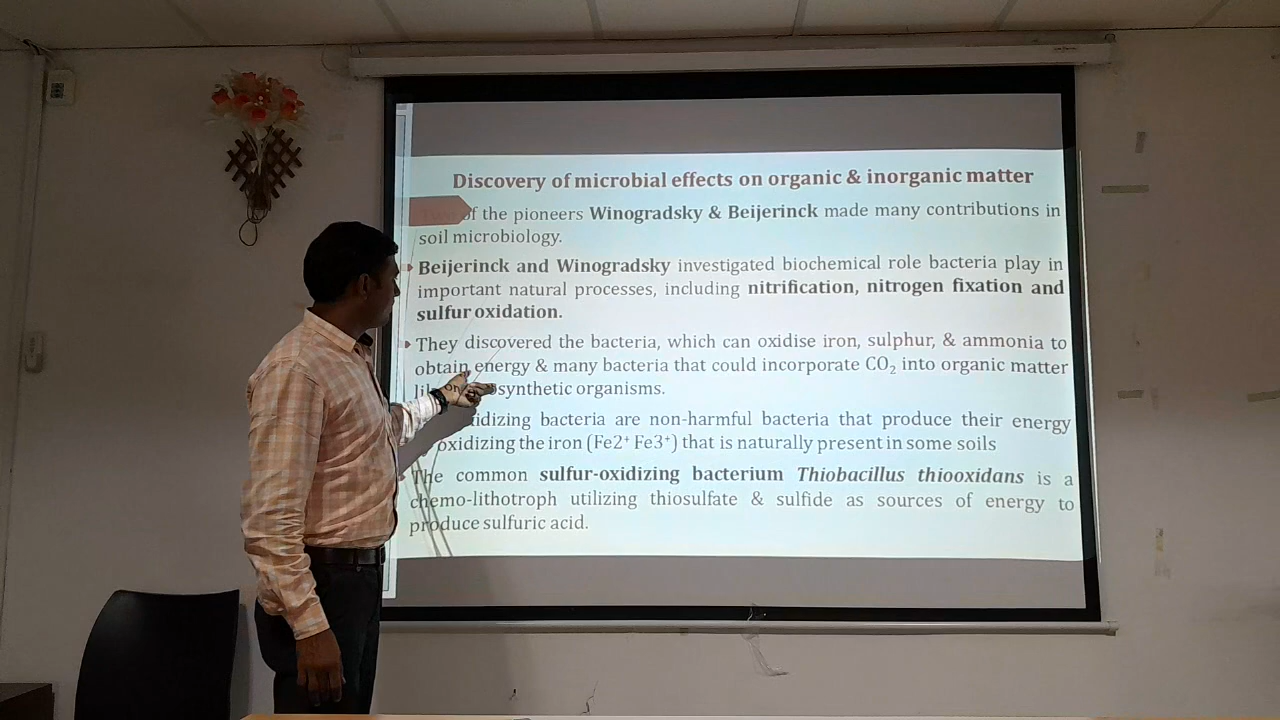 Discovery of microbial effects on organic & inorganic matter
of the pioneers Winogradsky & Beijerinck made many contributions in
soil microbiology.
Beijerinck and Winogradsky investigated biochemical role bacteria play in
important natural processes, including nitrification, nitrogen fixation and
sulfur oxidation.
They discovered the bacteria, which can oxidise iron, sulphur, & ammonia to
obtain energy & many bacteria that could incorporate CO₂ into organic matter
organisms.
bacteria are non-harmful bacteria that produce their energy
oxidizing the iron (Fe2⁺ Fe3⁺) that is naturally present in some soils
The common sulfur-oxidizing bacterium Thiobacillus thiooxidans is a
chemo-lithotroph utilizing thiosulfate & sulfide as sources of energy to
produce sulfuric acid.